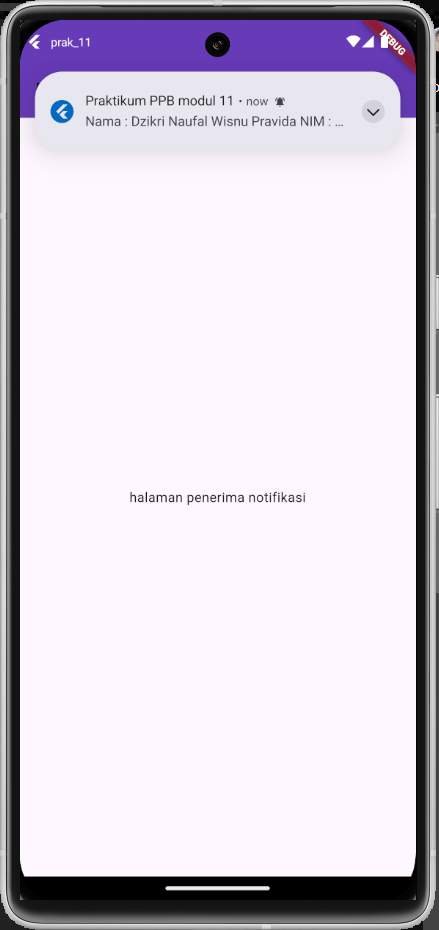 prak_11
DEBUG
Praktikum PPB modul 11 • now
Nama : Dzikri Naufal Wisnu Pravida NIM : ...
halaman penerima notifikasi